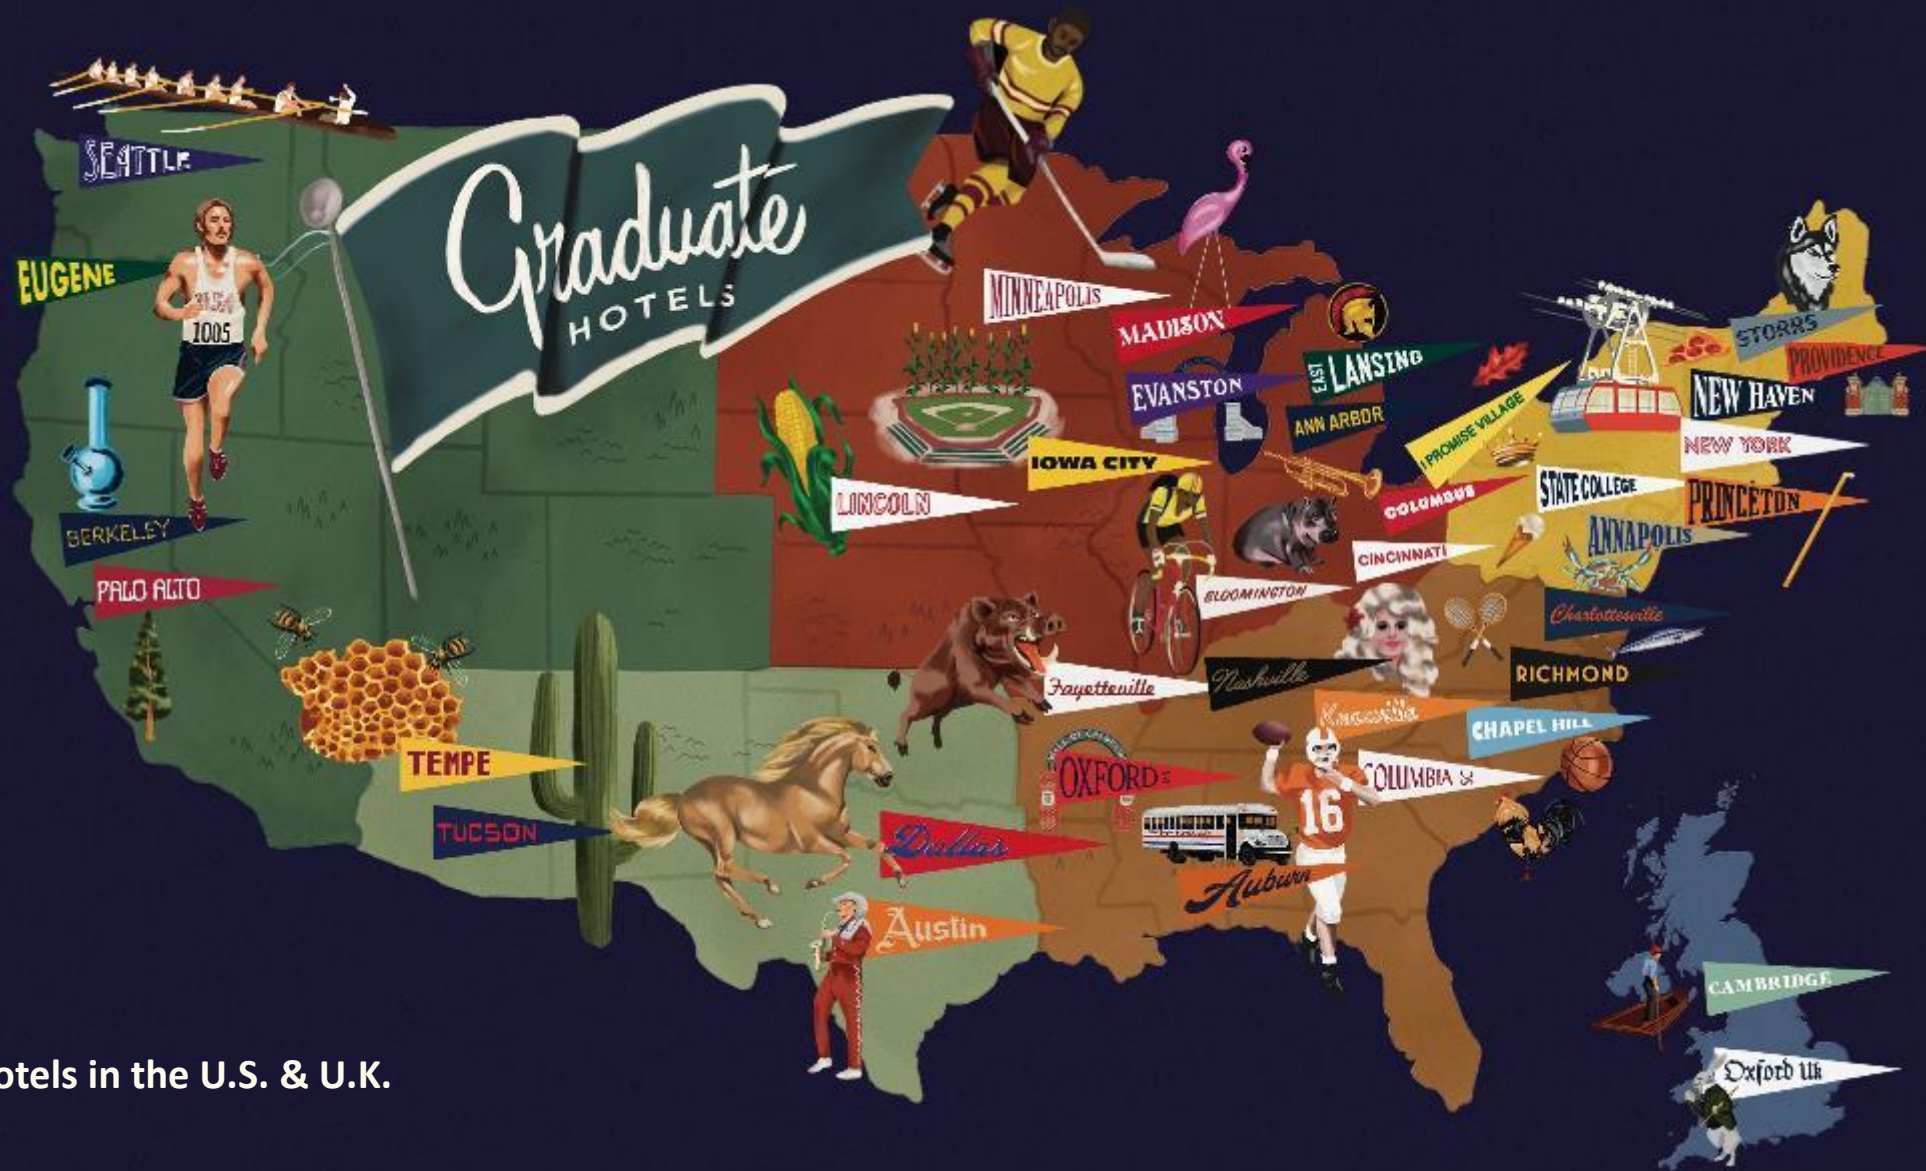 Graduate
HOTELS
SEATTLE
EUGENE
1005
BERKELEY
PALO ALTO
MINNEAPOLIS
MADISON
EVANSTON
EAST LANSING
ANN ARBOR
IOWA CITY
LINCOLN
I PROMISE VILLAGE
STORRS
PROVIDENCE
NEW HAVEN
NEW YORK
STATE COLLEGE
PRINCETON
COLUMBUS
ANNAPOLIS
CINCINNATI
BLOOMINGTON
Charlottesville
RICHMOND
Fayetteville
Nashville
Knoxville
CHAPEL HILL
TEMPE
TUCSON
OXFORD
COLUMBIA SC
16
Dallas
Auburn
Austin
CAMBRIDGE
Oxford Uk
otels in the U.S. & U.K.